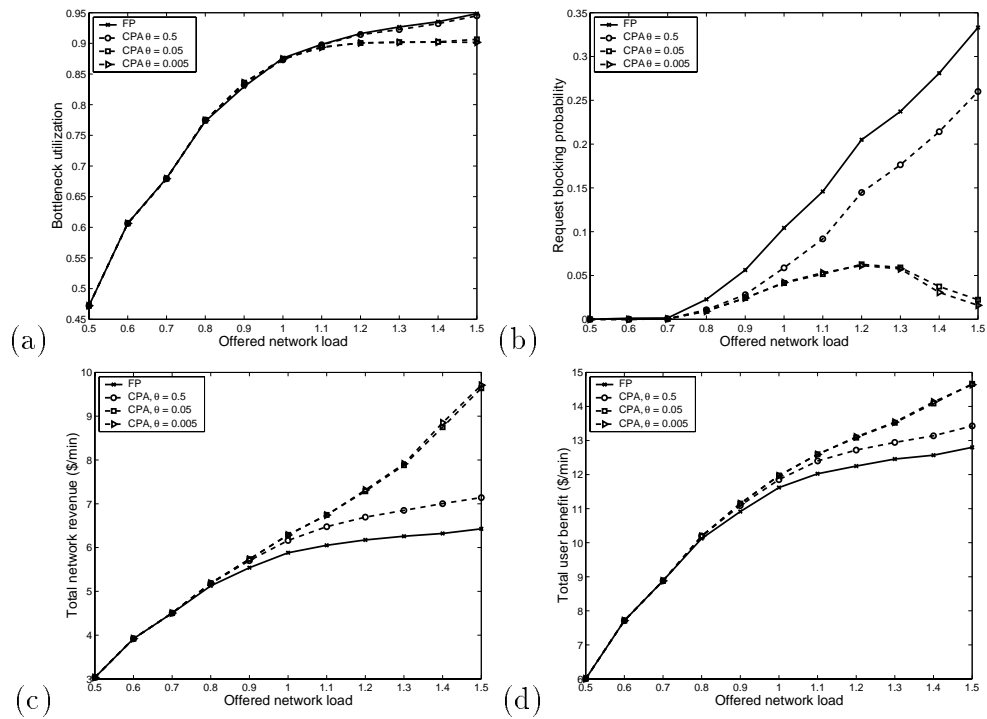 0.95
0.9
0.85
0.8
0.75
0.7
0.65
0.6
0.55
0.5
0.45
Bottleneck utilization
FP
CPA θ = 0.5
CPA θ = 0.05
CPA θ = 0.005
0.5 0.6 0.7 0.8 0.9 1 1.1 1.2 1.3 1.4 1.5
Offered network load
(a)
0.35
0.3
0.25
0.2
0.15
0.1
0.05
0
Request blocking probability
FP
CPA θ = 0.5
CPA θ = 0.05
CPA θ = 0.005
0.5 0.6 0.7 0.8 0.9 1 1.1 1.2 1.3 1.4 1.5
Offered network load
(b)
10
9
8
7
6
5
4
3
Total network revenue ($/min)
FP
CPA, θ = 0.5
CPA, θ = 0.05
CPA, θ = 0.005
0.5 0.6 0.7 0.8 0.9 1 1.1 1.2 1.3 1.4 1.5
Offered network load
(c)
15
14
13
12
11
10
9
8
7
6
Total user benefit ($/min)
FP
CPA, θ = 0.5
CPA, θ = 0.05
CPA, θ = 0.005
0.5 0.6 0.7 0.8 0.9 1 1.1 1.2 1.3 1.4 1.5
Offered network load
(d)